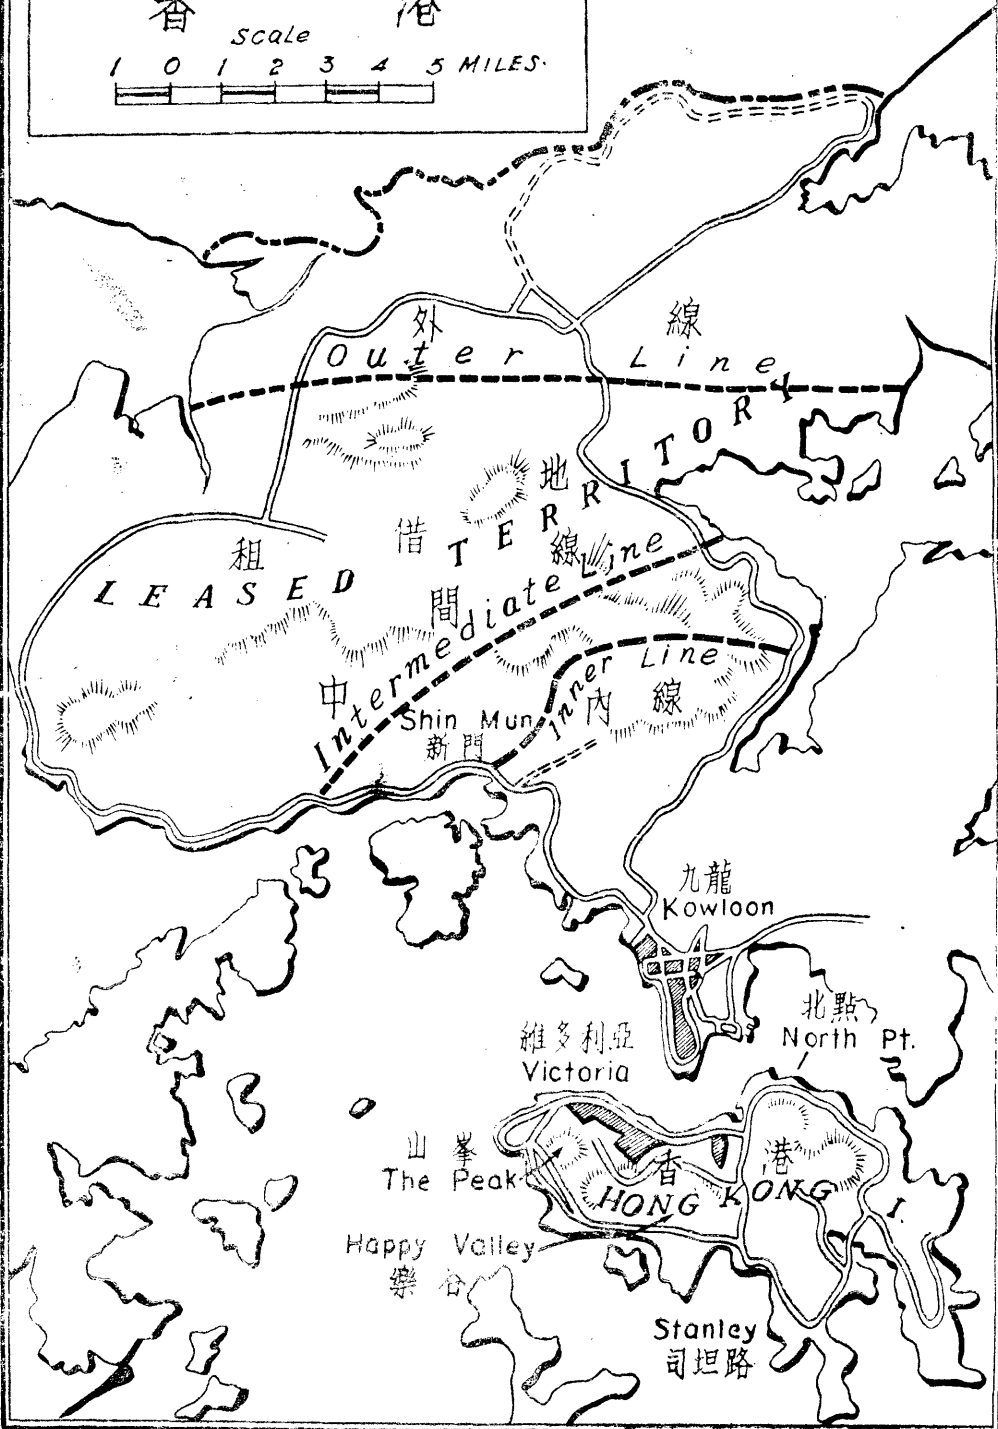 香 港
Scale
1 0 1 2 3 4 5 MILES.
外 線
Outer Line
租 借 地
LEASED TERRITORY
中 間 線
Intermediate Line
Inner Line
內 線
Shin Mun
新門
九龍
Kowloon
北點
North Pt.
維多利亞
Victoria
山峯
The Peak
香 港
HONG KONG I.
Happy Valley
樂谷
Stanley
司坦路